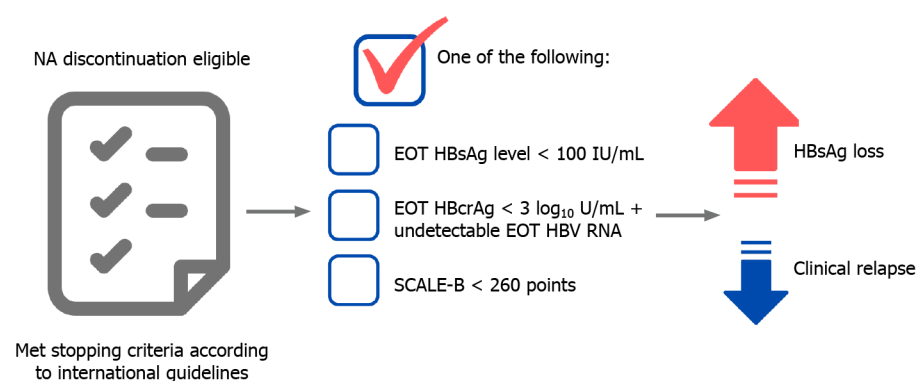 NA discontinuation eligible
Met stopping criteria according
to international guidelines
One of the following:
EOT HBsAg level < 100 IU/mL
EOT HBcrAg < 3 log₁₀ U/mL +
undetectable EOT HBV RNA
SCALE-B < 260 points
HBsAg loss
Clinical relapse